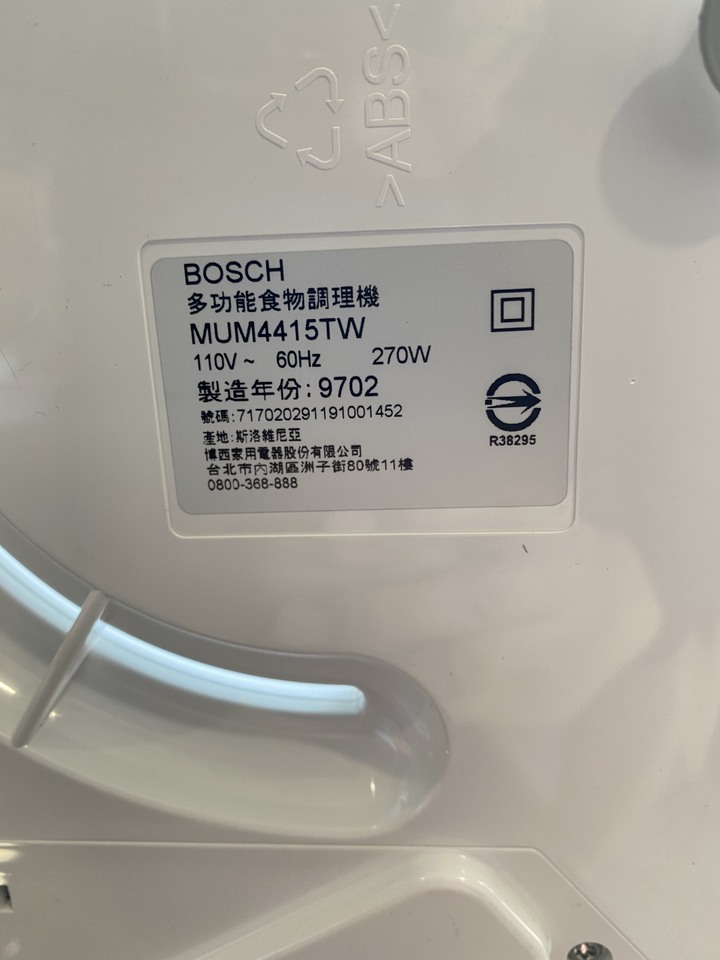 >ABS<
BOSCH
多功能食物調理機
MUM4415TW
110V ~ 60Hz 270W
製造年份:9702
號碼:717020291191001452
產地:斯洛維尼亞
博西家用電器股份有限公司
台北市內湖區洲子街80號11樓
0800-368-888
R38295